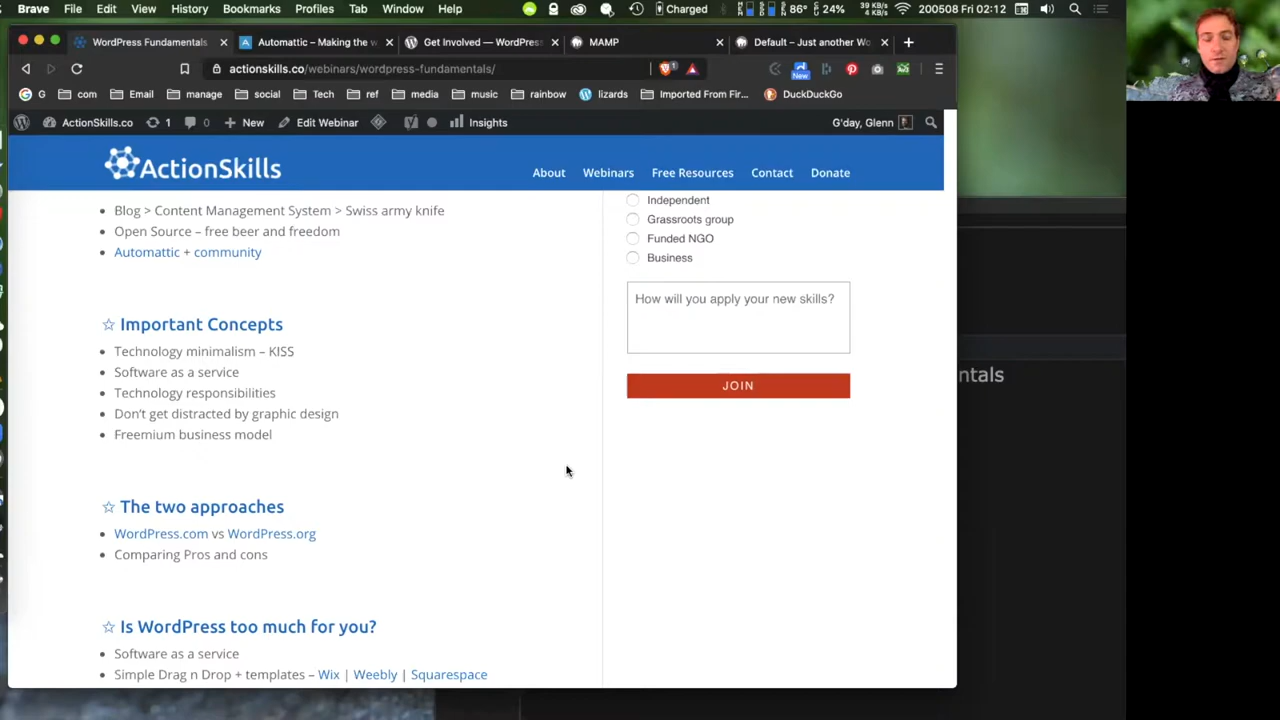 Brave File Edit View History Bookmarks Profiles Tab Window Help Charged 86° 24% 39 KB/s 4 KB/s 200508 Fri 02:12
WordPress Fundamentals Automattic – Making the w Get Involved — WordPress MAMP Default – Just another Wo
actionskills.co/webinars/wordpress-fundamentals/ 1 New
G com Email manage social Tech ref media music rainbow lizards Imported From Fir... DuckDuckGo
ActionSkills.co 1 0 New Edit Webinar Insights G'day, Glenn
ActionSkills About Webinars Free Resources Contact Donate
Blog > Content Management System > Swiss army knife
Open Source – free beer and freedom
Automattic + community
Important Concepts
Technology minimalism – KISS
Software as a service
Technology responsibilities
Don't get distracted by graphic design
Freemium business model
The two approaches
WordPress.com vs WordPress.org
Comparing Pros and cons
Is WordPress too much for you?
Software as a service
Simple Drag n Drop + templates – Wix | Weebly | Squarespace
Independent
Grassroots group
Funded NGO
Business
How will you apply your new skills?
JOIN
ntals